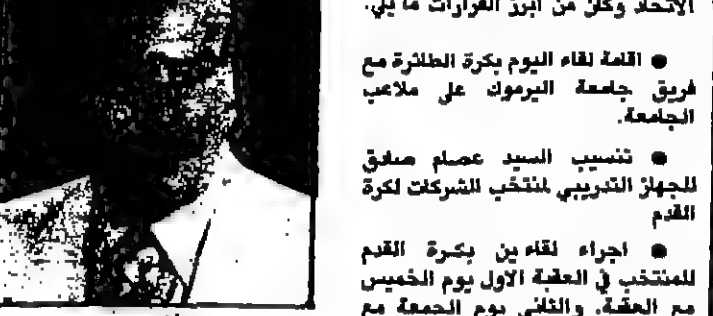 الاتحاد وكان من ابرز القرارات ما يلي.
● اقامة لقاء اليوم بكرة الطائرة مع
فريق جامعة اليرموك على ملاعب
الجامعة.
● تنسيب السيد عصام صادق
للجهاز التدريبي لمنتخب الشركات لكرة
القدم
● اجراء لقاءين بكرة القدم
للمنتخب في العقبة الاول يوم الخميس
مع العقبة. والثاني يوم الجمعة مع